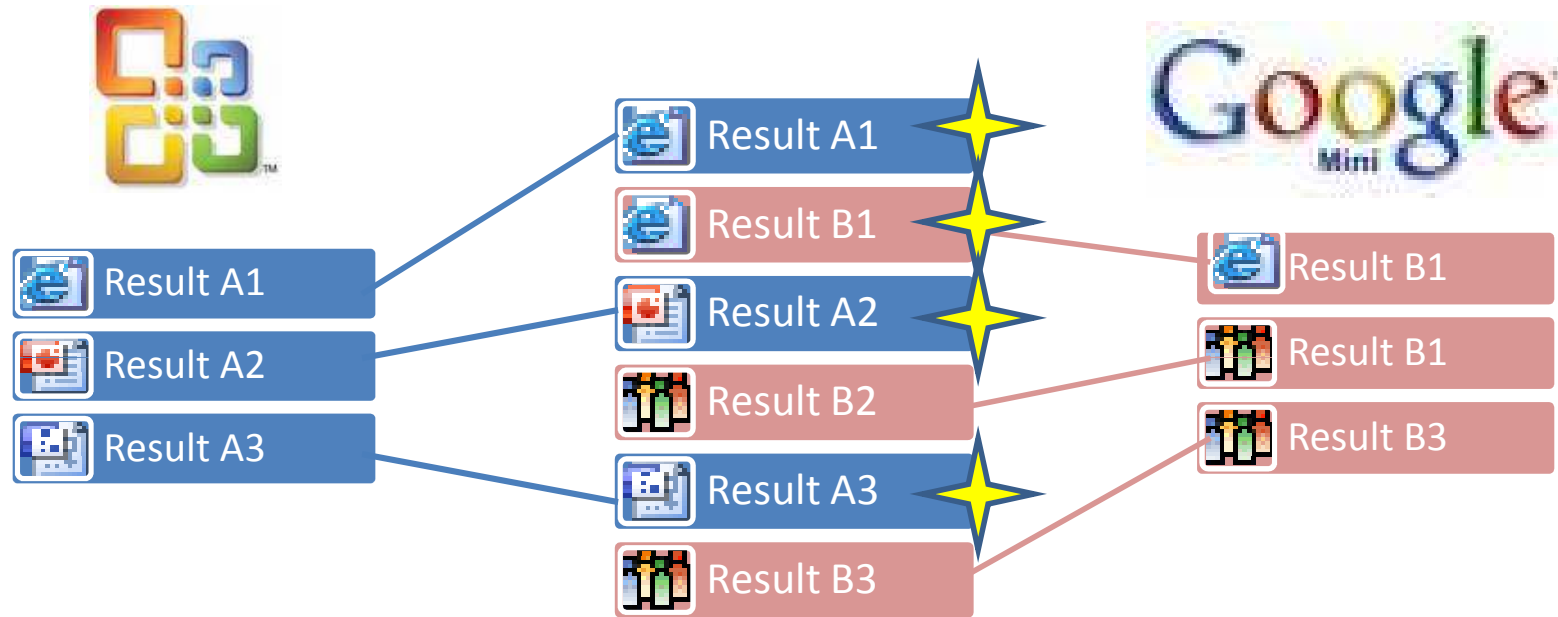 TM
Result A1
Result A2
Result A3
Result A1
Result B1
Result A2
Result B2
Result A3
Result B3
Google
Mini
Result B1
Result B1
Result B3